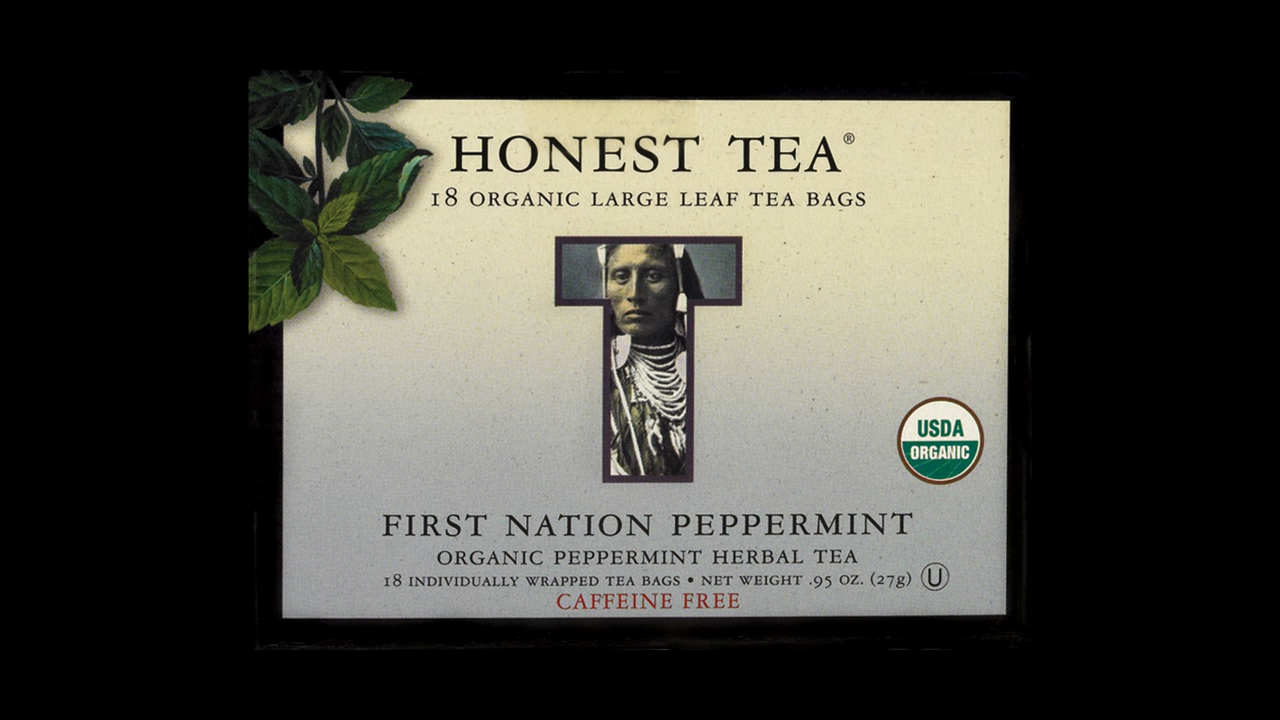 HONEST TEA®
18 ORGANIC LARGE LEAF TEA BAGS
USDA
ORGANIC
FIRST NATION PEPPERMINT
ORGANIC PEPPERMINT HERBAL TEA
18 INDIVIDUALLY WRAPPED TEA BAGS • NET WEIGHT .95 OZ. (27g) U
CAFFEINE FREE